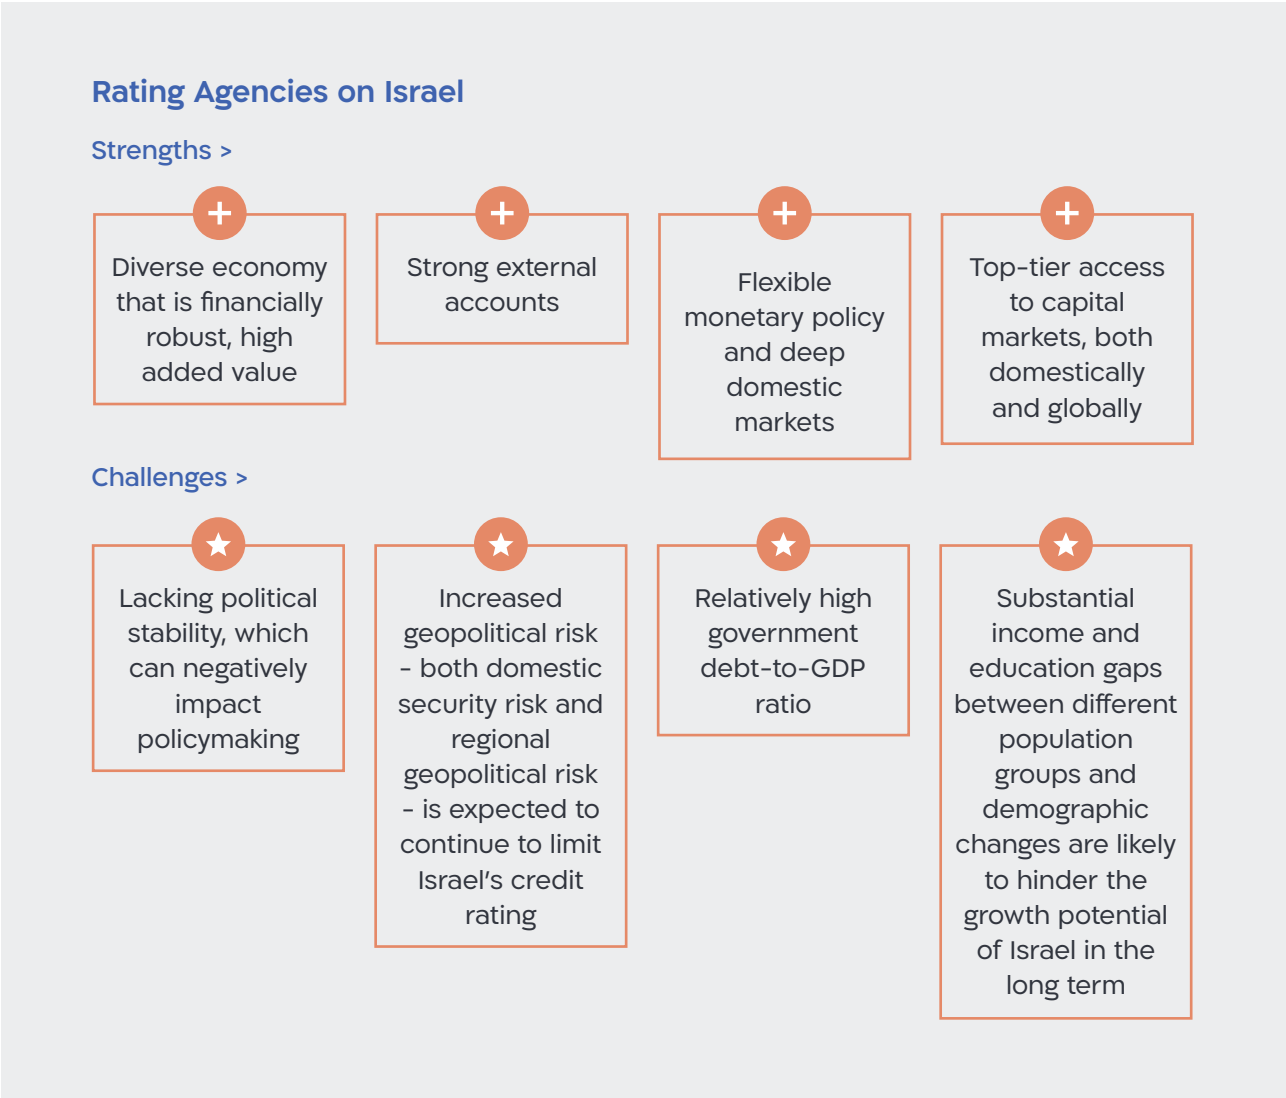 Rating Agencies on Israel
Strengths >
Diverse economy
that is financially
robust, high
added value
Strong external
accounts
Flexible
monetary policy
and deep
domestic
markets
Top-tier access
to capital
markets, both
domestically
and globally
Challenges >
Lacking political
stability, which
can negatively
impact
policymaking
Increased
geopolitical risk
- both domestic
security risk and
regional
geopolitical risk
- is expected to
continue to limit
Israel's credit
rating
Relatively high
government
debt-to-GDP
ratio
Substantial
income and
education gaps
between different
population
groups and
demographic
changes are likely
to hinder the
growth potential
of Israel in the
long term